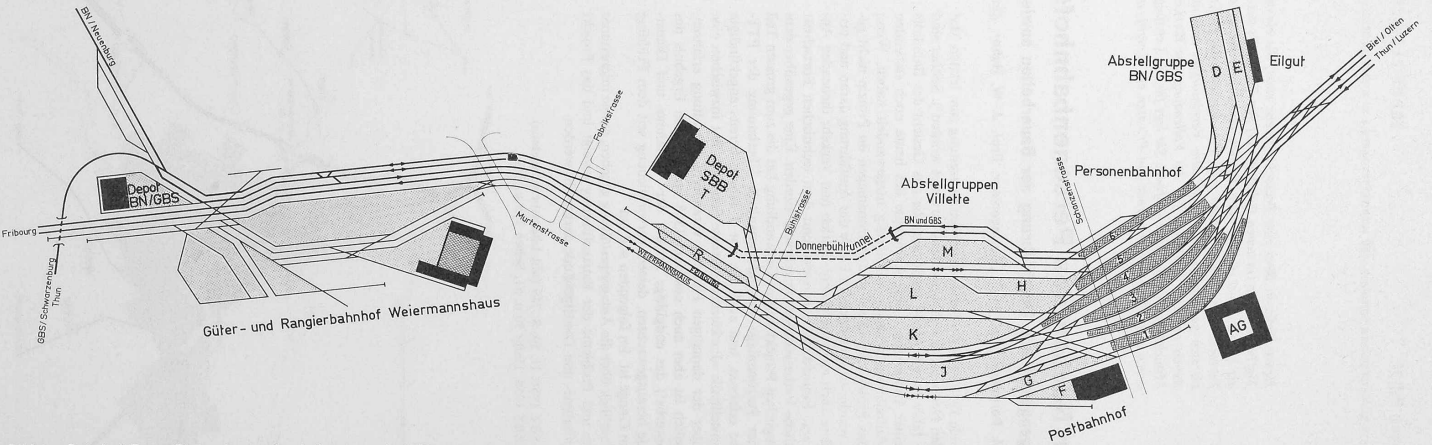 BN / Neuenburg
Fribourg
GBS / Schwarzenburg
Thun
Depot
BN/GBS
Güter- und Rangierbahnhof Weiermannshaus
Murtenstrasse
Fabrikstrasse
Depot
SBB
T
R
WEIERMANNSHAUS
FRIBOURG
Bühlstrasse
Donnerbühltunnel
Abstellgruppen
Villette
BN und GBS
M
L
H
K
J
G
F
Postbahnhof
Schanzenstrasse
Personenbahnhof
6
5
4
3
2
1
AG
Abstellgruppe
BN/GBS
D
E
Eilgut
Biel / Olten
Thun / Luzern